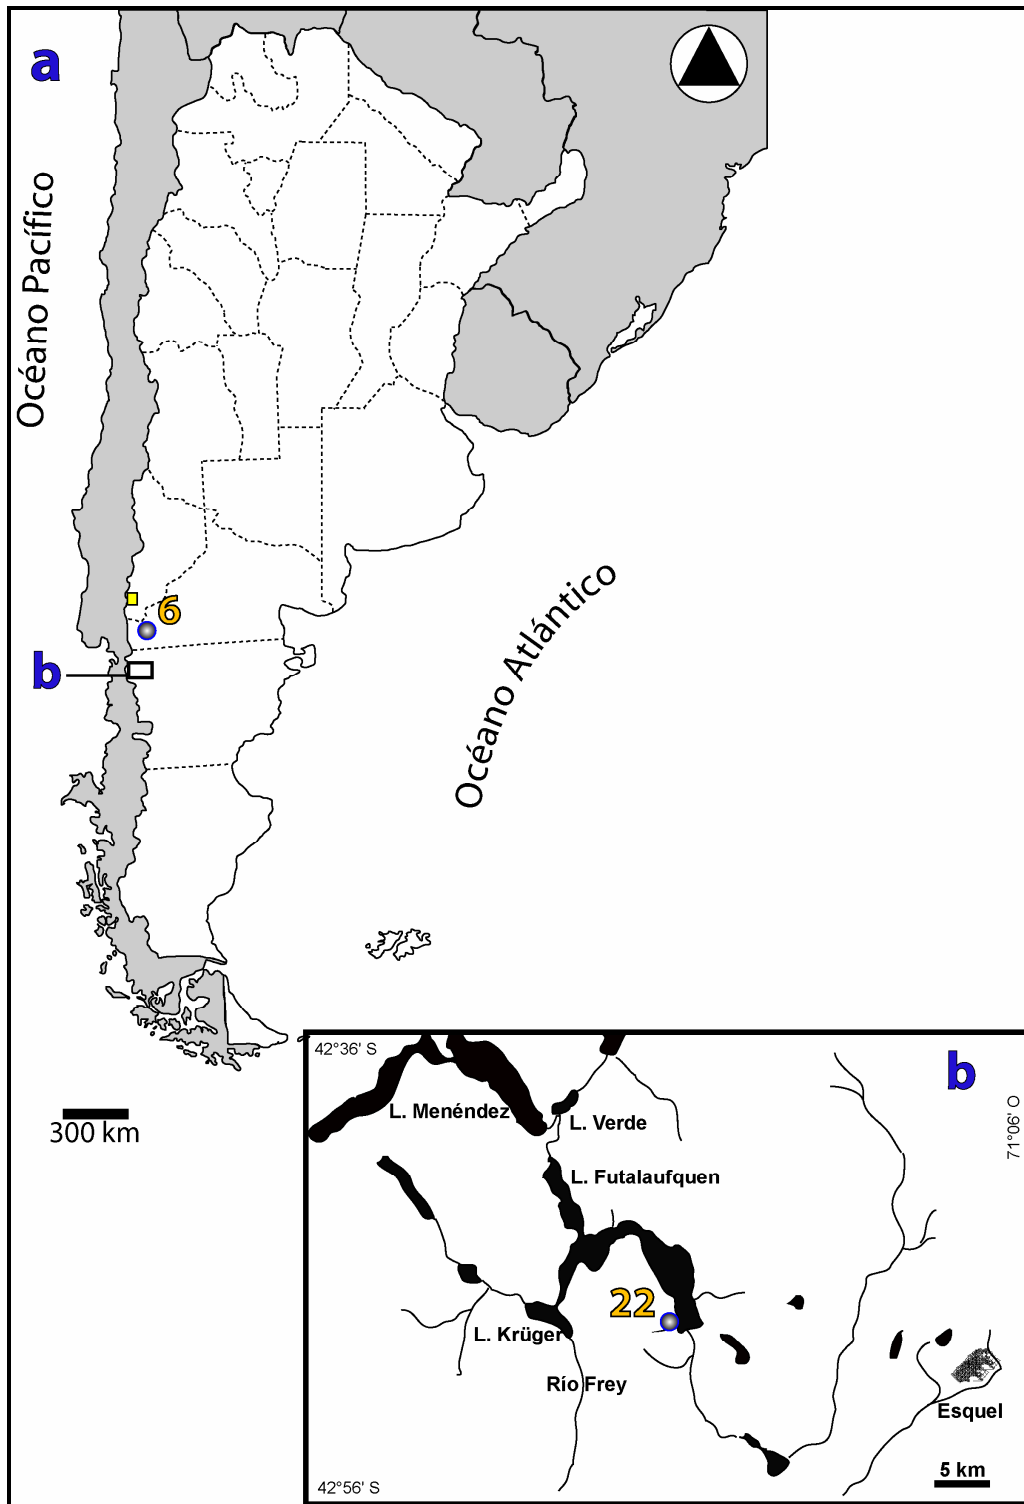 a
Océano Pacífico
6
b
Océano Atlántico
300 km
42°36' S
b
71°06' O
L. Menéndez
L. Verde
L. Futalaufquen
22
L. Krüger
Río Frey
Esquel
5 km
42°56' S